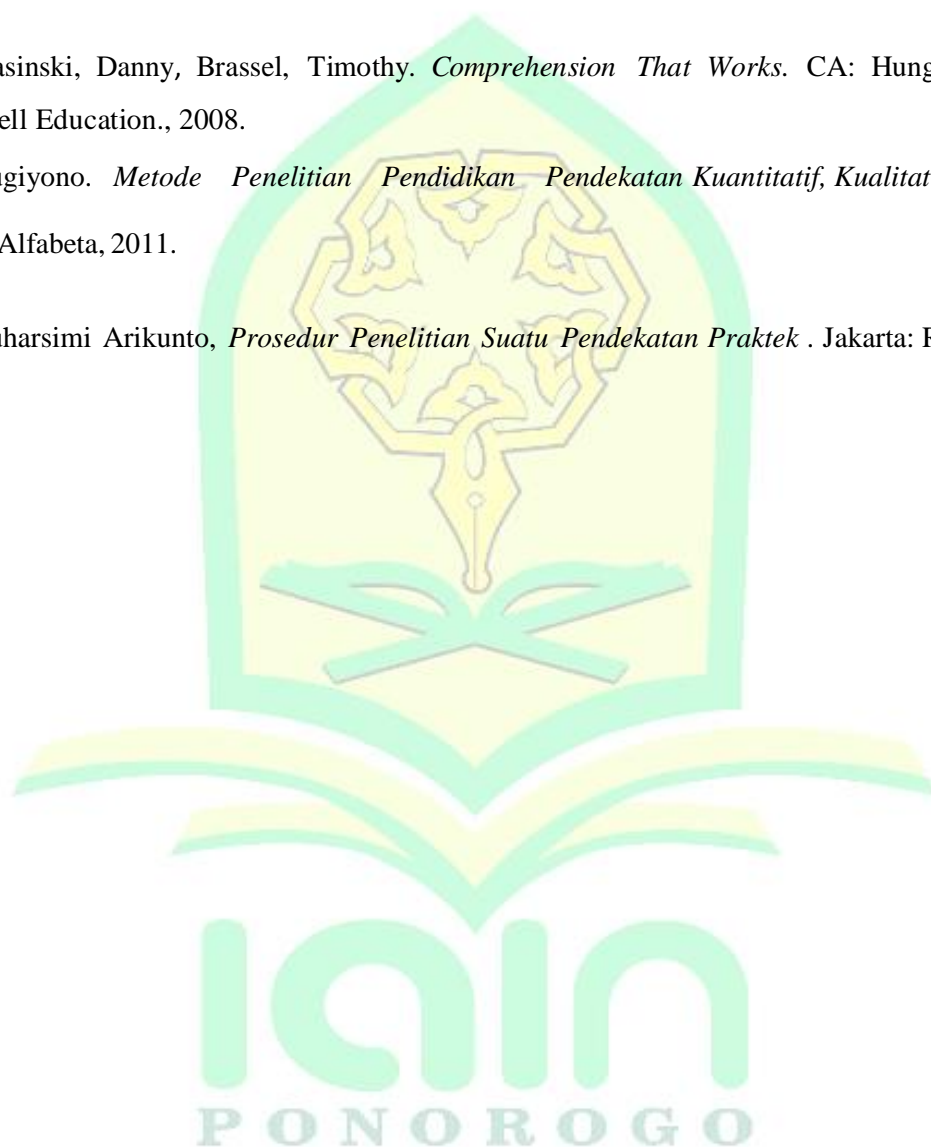 asinski, Danny, Brassel, Timothy. Comprehension That Works. CA: Hung
ell Education., 2008.
ugiyono. Metode Penelitian Pendidikan Pendekatan Kuantitatif, Kualitat
Alfabeta, 2011.
uharsimi Arikunto, Prosedur Penelitian Suatu Pendekatan Praktek . Jakarta: R
iain
PONOROGO